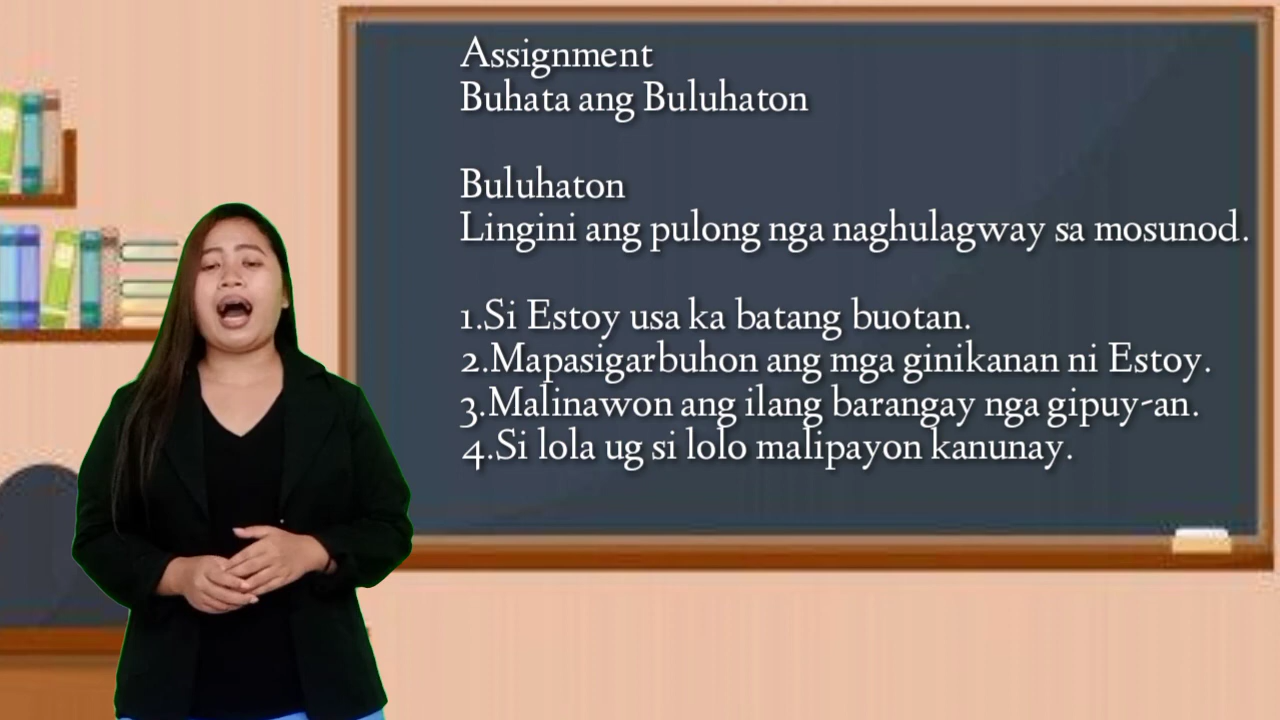 Assignment
Buhata ang Buluhaton
Buluhaton
Lingini ang pulong nga naghulagway sa mosunod.
1.Si Estoy usa ka batang buotan.
2.Mapasigarbuhon ang mga ginikanan ni Estoy.
3.Malinawon ang ilang barangay nga gipuy-an.
4.Si lola ug si lolo malipayon kanunay.